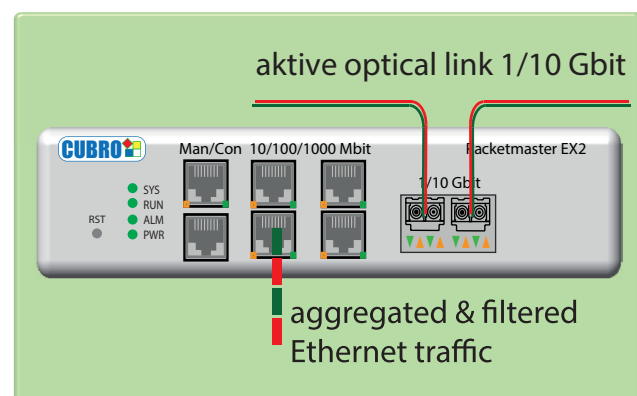 aktive optical link 1/10 Gbit
CUBRO
Man/Con 10/100/1000 Mbit
Packetmaster EX2
1/10 Gbit
SYS
RUN
RST
ALM
PWR
aggregated & filtered
Ethernet traffic